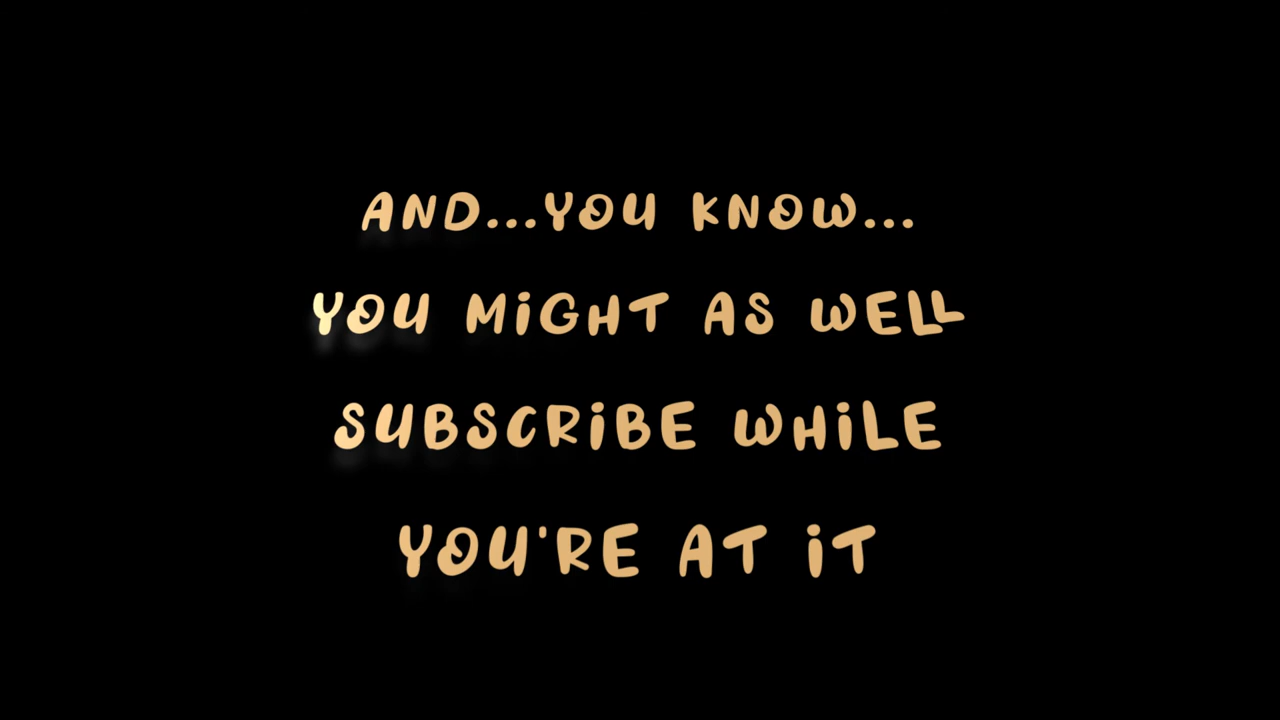 AND...YOU KNOW...
YOU MIGHT AS WELL
SUBSCRIBE WHILE
YOU'RE AT IT